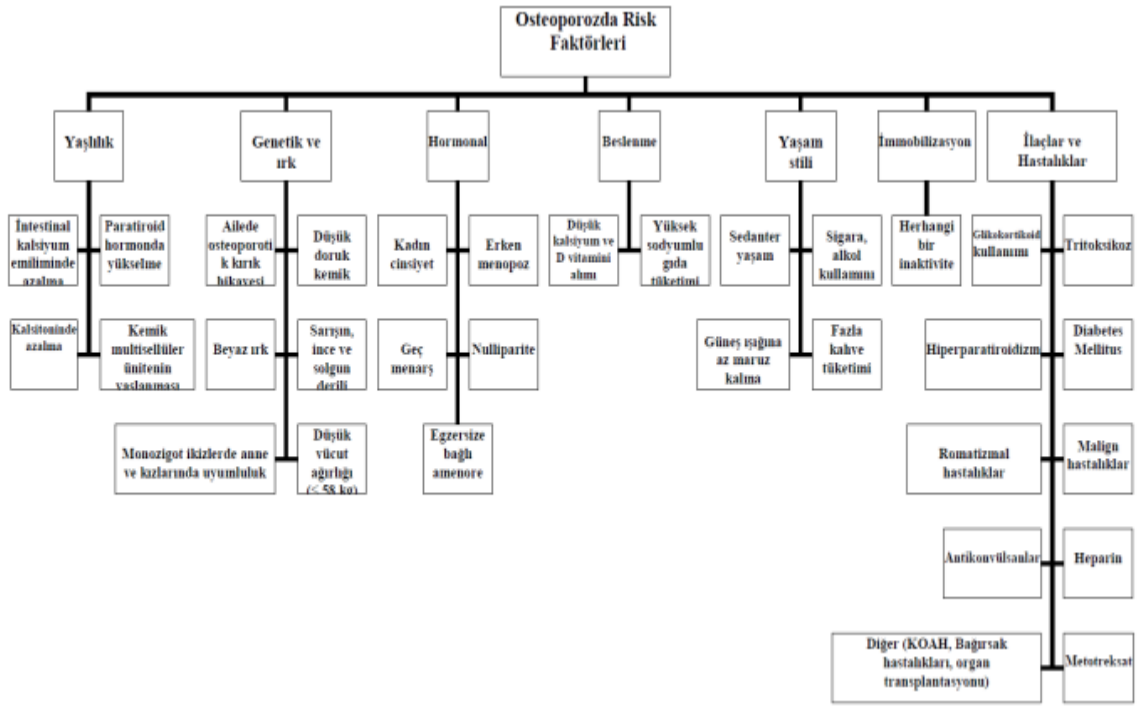 Osteoporozda Risk
Faktörleri
Yaşlılık
Genetik ve
ırk
Hormonal
Beslenme
Yaşam
stili
İmmobilizasyon
İlaçlar ve
Hastalıklar
İntestinal
kalsiyum
emiliminde
azalma
Paratiroid
hormonda
yükselme
Ailede
osteoporoti
k kırık
hikayesi
Düşük
doruk
kemik
Kadın
cinsiyet
Erken
menopoz
Düşük
kalsiyum ve
D vitamini
alımı
Yüksek
sodyumlu
gıda
tüketimi
Sedanter
yaşam
Sigara,
alkol
kullanımı
Herhangi
bir
inaktivite
Glikokortikoid
kullanımı
Tritoksikoz
Kalsitoninde
azalma
Kemik
multisellüler
ünitenin
yaşlanması
Beyaz ırk
Sarışın,
ince ve
solgun
derili
Geç
menarş
Nulliparite
Güneş ışığına
az maruz
kalma
Fazla
kahve
tüketimi
Hiperparatiroidizm
Diabetes
Mellitus
Monozigot ikizlerde anne
ve kızlarında uyumluluk
Düşük
vücut
ağırlığı
(≤ 58 kg)
Egzersize
bağlı
amenore
Romatizmal
hastalıklar
Malign
hastalıklar
Antikonvülsanlar
Heparin
Diğer (KOAH, Bağırsak
hastalıkları, organ
transplantasyonu)
Metotreksat